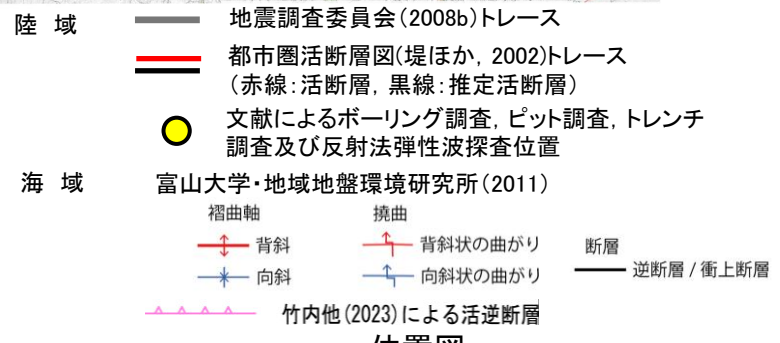 陸 域
地震調査委員会(2008b)トレース
都市圏活断層図(堤ほか, 2002)トレース
(赤線:活断層, 黒線:推定活断層)
文献によるボーリング調査, ピット調査, トレンチ
調査及び反射法弾性波探査位置
海 域 富山大学・地域地盤環境研究所(2011)
褶曲軸 撓曲
背斜 背斜状の曲がり 断層
向斜 向斜状の曲がり 逆断層 / 衝上断層
竹内他(2023)による活逆断層